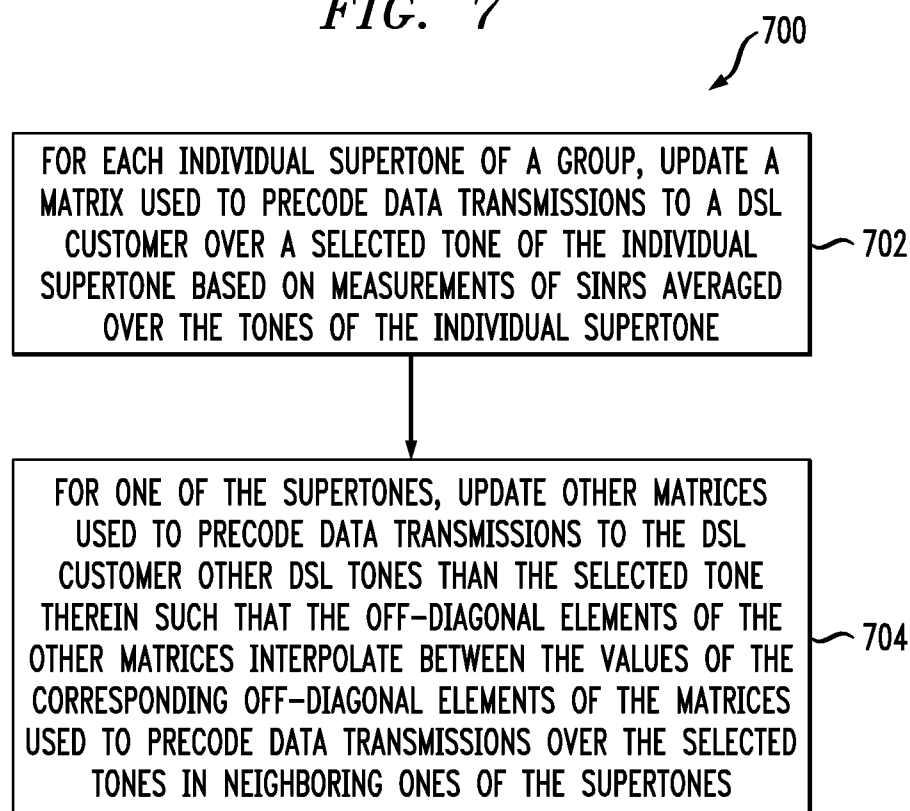 FIG. 7
700
FOR EACH INDIVIDUAL SUPERTONE OF A GROUP, UPDATE A
MATRIX USED TO PRECODE DATA TRANSMISSIONS TO A DSL
CUSTOMER OVER A SELECTED TONE OF THE INDIVIDUAL
SUPERTONE BASED ON MEASUREMENTS OF SINRS AVERAGED
OVER THE TONES OF THE INDIVIDUAL SUPERTONE
702
FOR ONE OF THE SUPERTONES, UPDATE OTHER MATRICES
USED TO PRECODE DATA TRANSMISSIONS TO THE DSL
CUSTOMER OTHER DSL TONES THAN THE SELECTED TONE
THEREIN SUCH THAT THE OFF-DIAGONAL ELEMENTS OF THE
OTHER MATRICES INTERPOLATE BETWEEN THE VALUES OF THE
CORRESPONDING OFF-DIAGONAL ELEMENTS OF THE MATRICES
USED TO PRECODE DATA TRANSMISSIONS OVER THE SELECTED
TONES IN NEIGHBORING ONES OF THE SUPERTONES
704